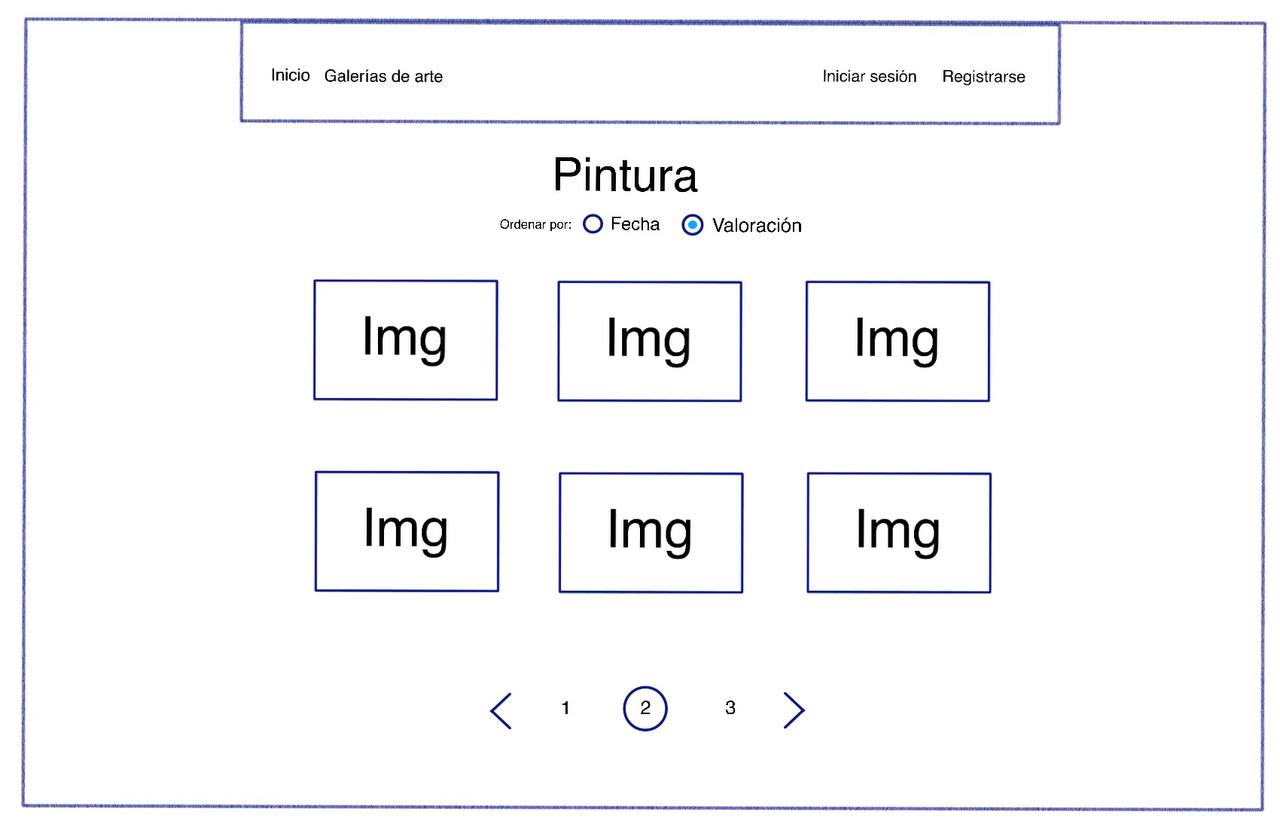 Inicio Galerías de arte Iniciar sesión Registrarse
Pintura
Ordenar por: Fecha Valoración
Img Img Img
Img Img Img
1 2 3